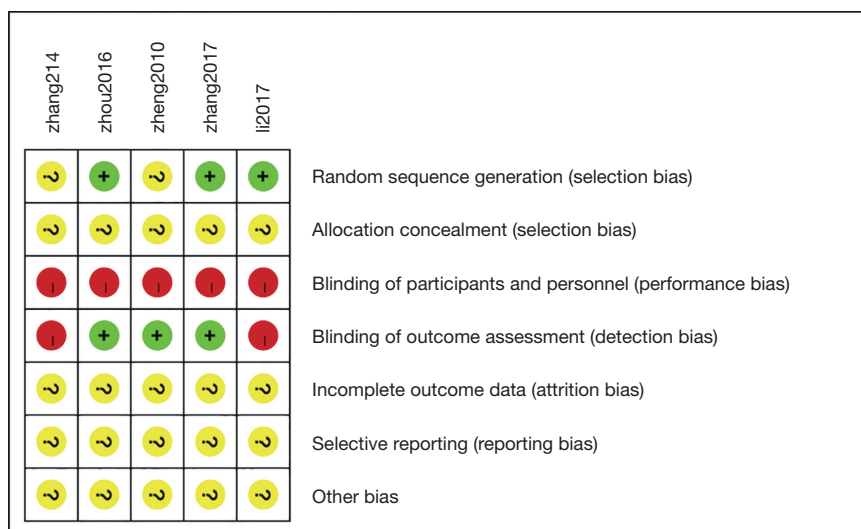 zhang214
zhou2016
zheng2010
zhang2017
li2017
? + ? + + Random sequence generation (selection bias)
? ? ? ? ? Allocation concealment (selection bias)
– – – – – Blinding of participants and personnel (performance bias)
– + + + – Blinding of outcome assessment (detection bias)
? ? ? ? ? Incomplete outcome data (attrition bias)
? ? ? ? ? Selective reporting (reporting bias)
? ? ? ? ? Other bias